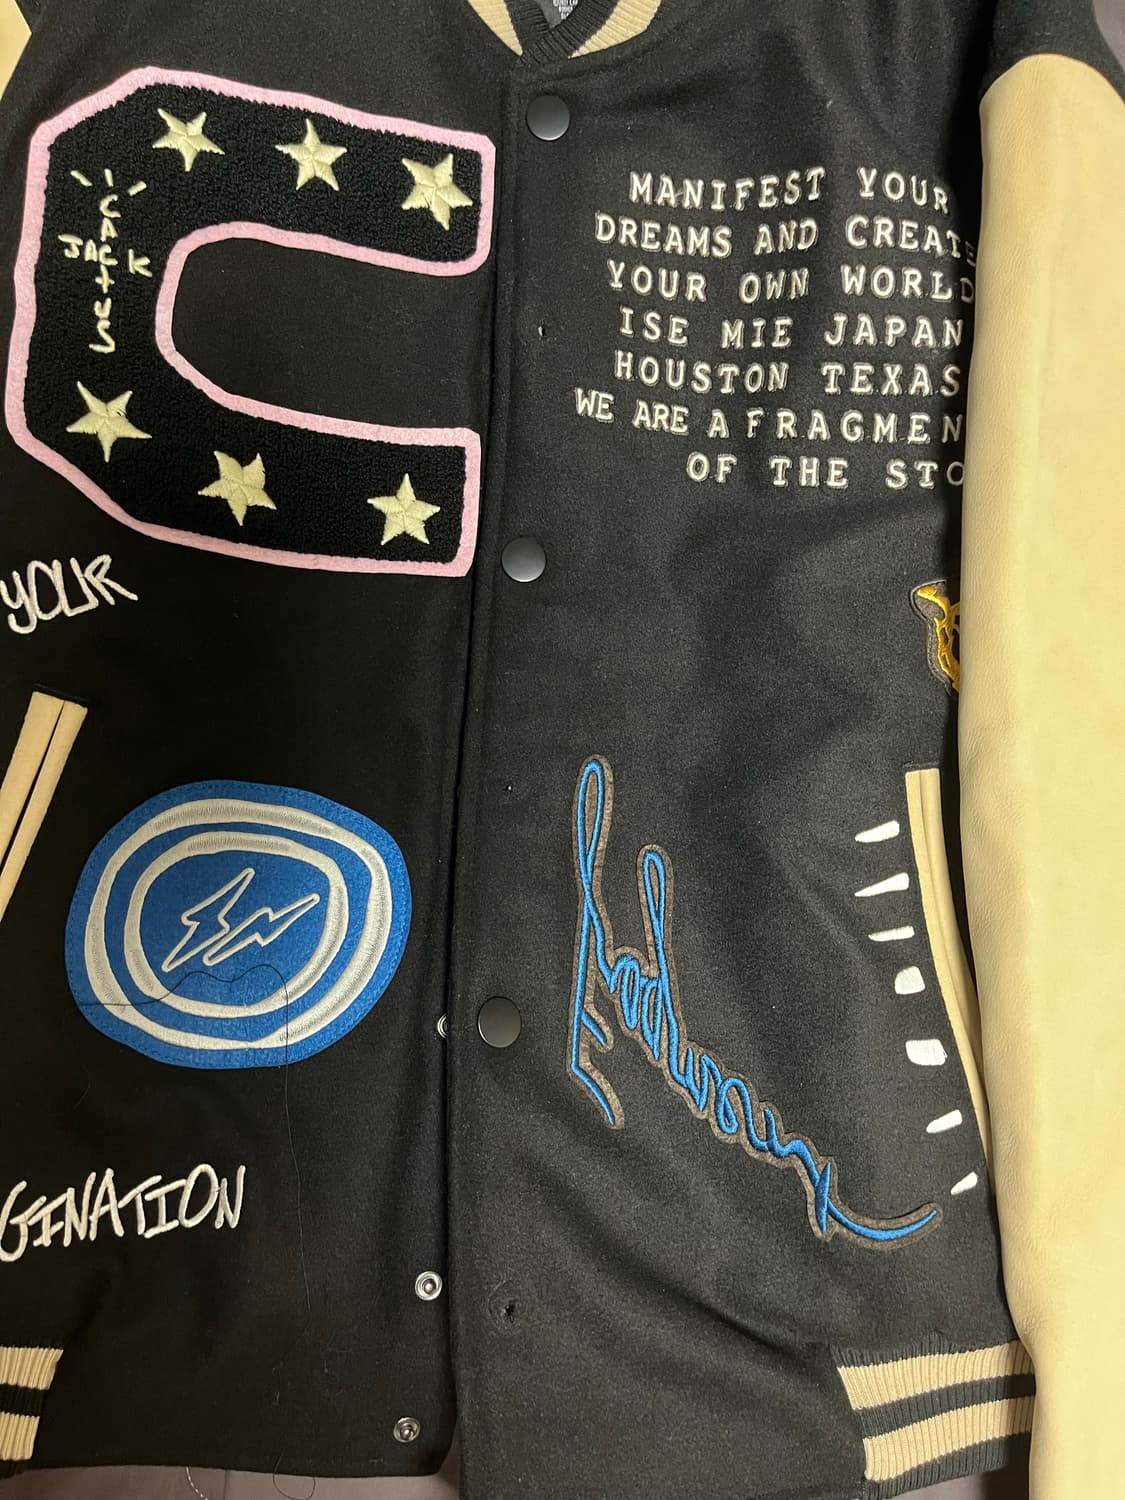 CACTUS
JACK
MANIFEST YOUR
DREAMS AND CREATE
YOUR OWN WORLD
ISE MIE JAPAN
HOUSTON TEXAS
WE ARE A FRAGMEN
OF THE STO
YOUR
GINATION